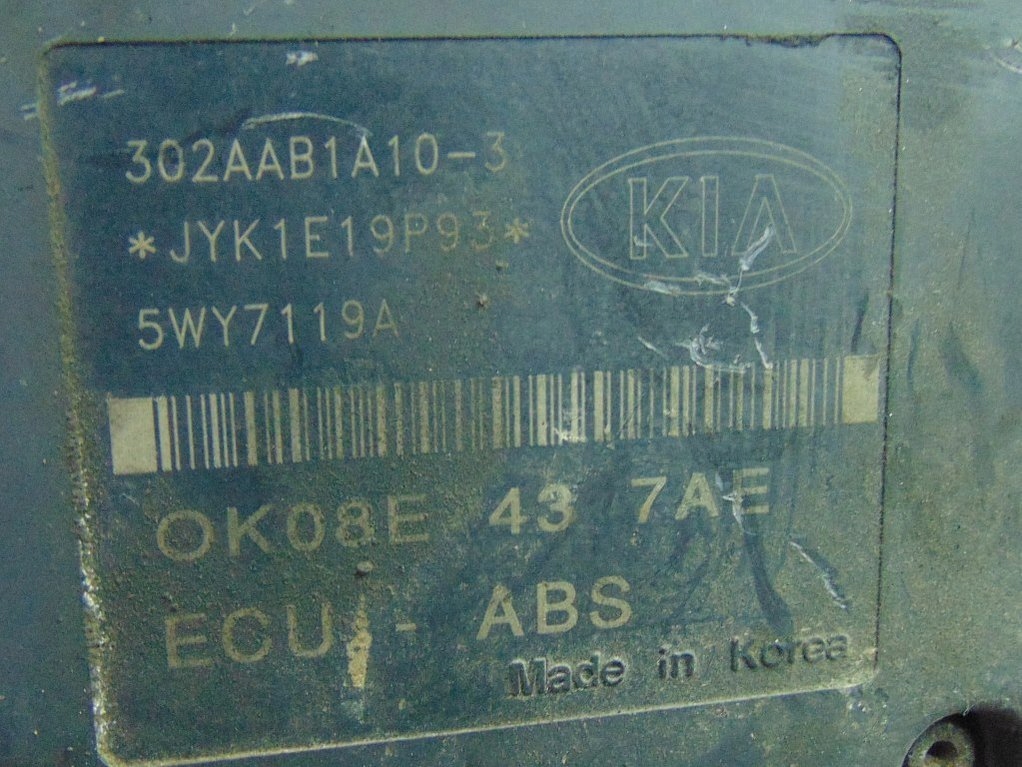 302AAB1A10-3
*JYK1E19P93*
KIA
5WY7119A
OK08E 43 7AE
ECU - ABS
Made in Korea